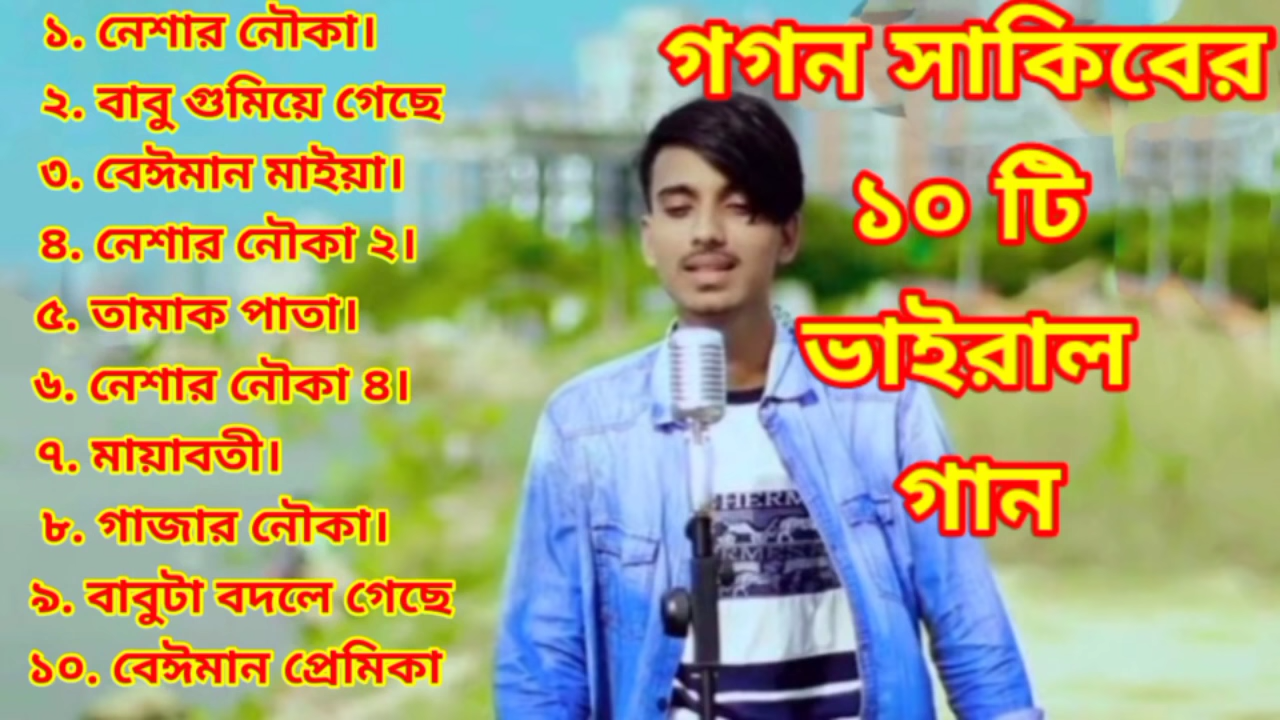 ১. নেশার নৌকা।
২. বাবু গুমিয়ে গেছে
৩. বেঈমান মাইয়া।
৪. নেশার নৌকা ২।
৫. তামাক পাতা।
৬. নেশার নৌকা ৪।
৭. মায়াবতী।
৮. গাজার নৌকা।
৯. বাবুটা বদলে গেছে
১০. বেঈমান প্রেমিকা
গগন সাকিবের
১০ টি
ভাইরাল
গান